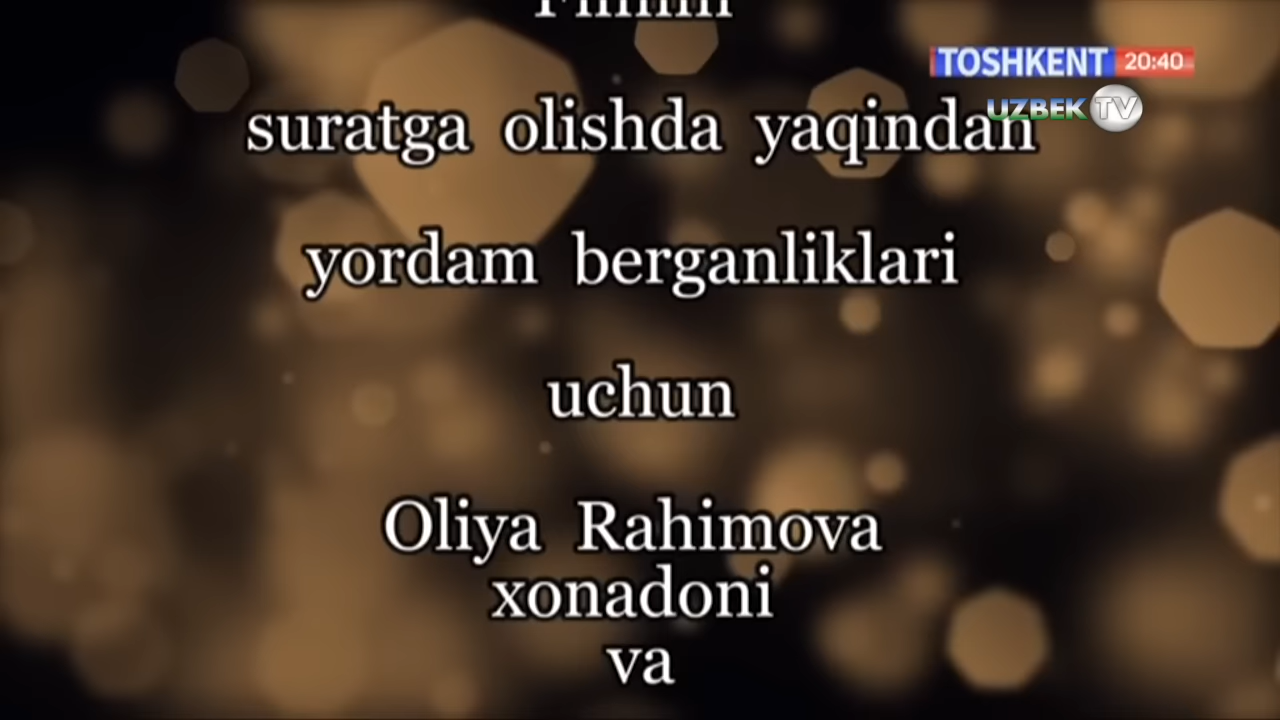 TOSHKENT 20:40
UZBEK TV
suratga olishda yaqindan
yordam berganliklari
uchun
Oliya Rahimova
xonadoni
va